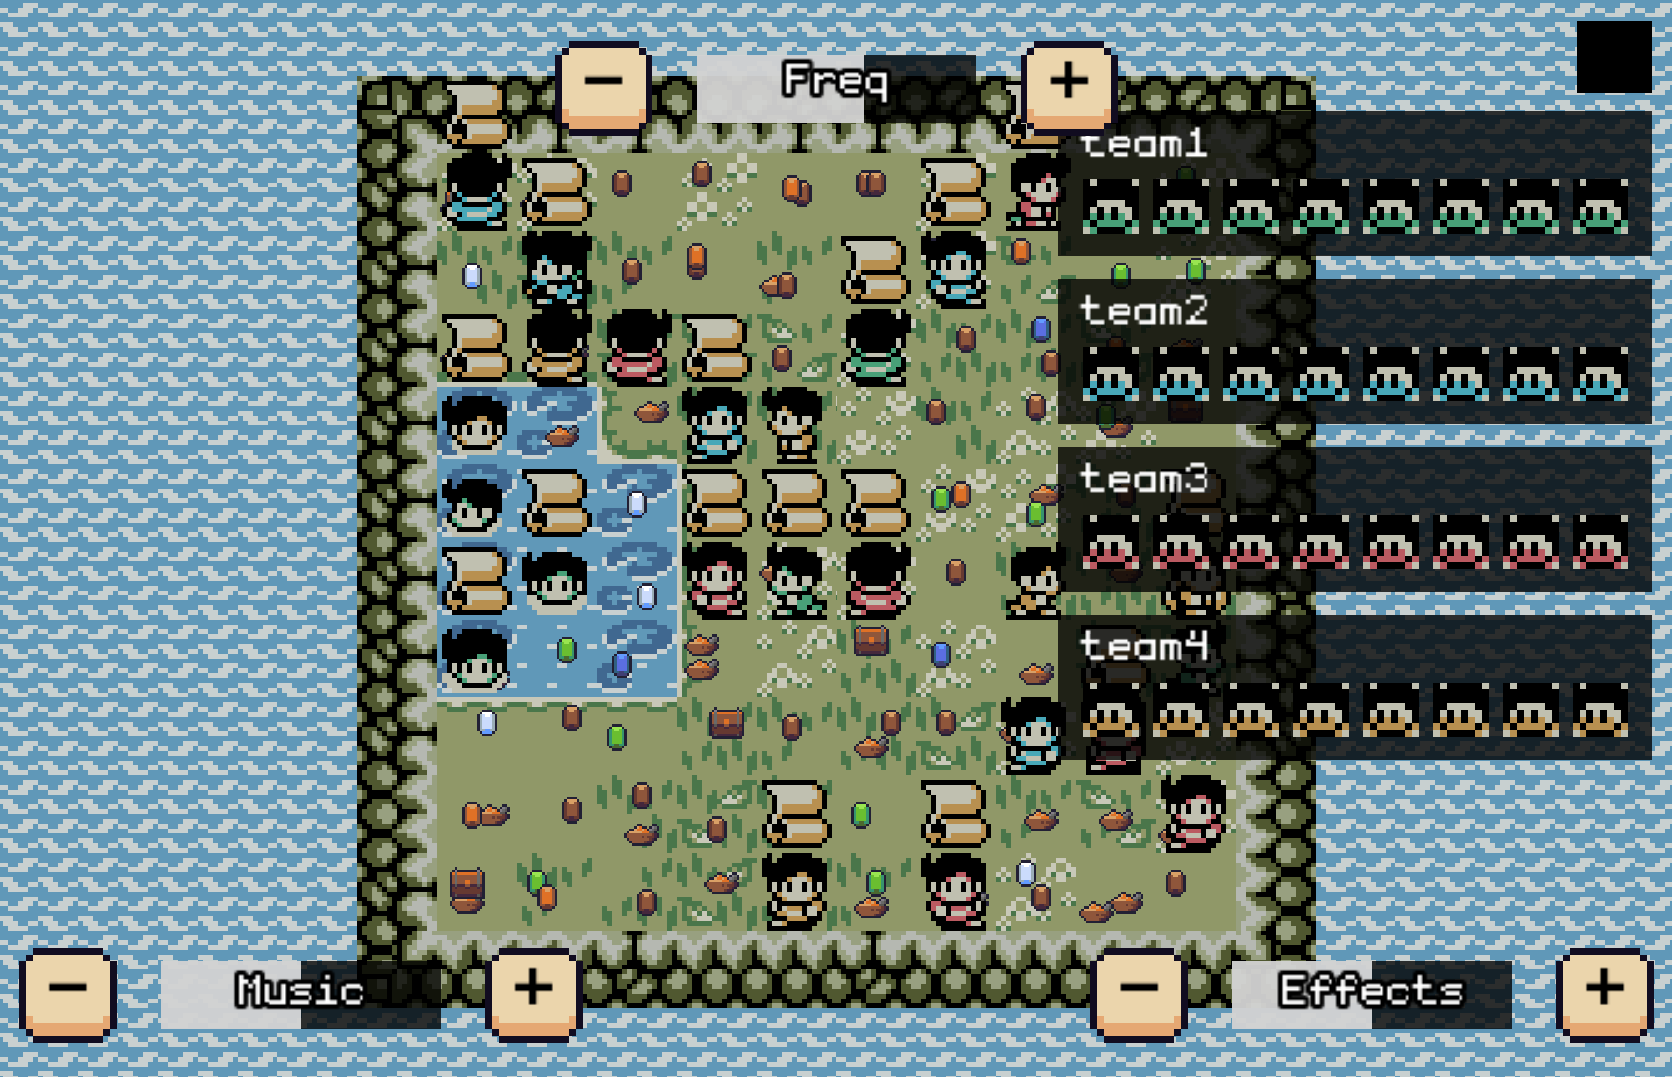 − Freq +
team1
team2
team3
team4
− Music +
− Effects +